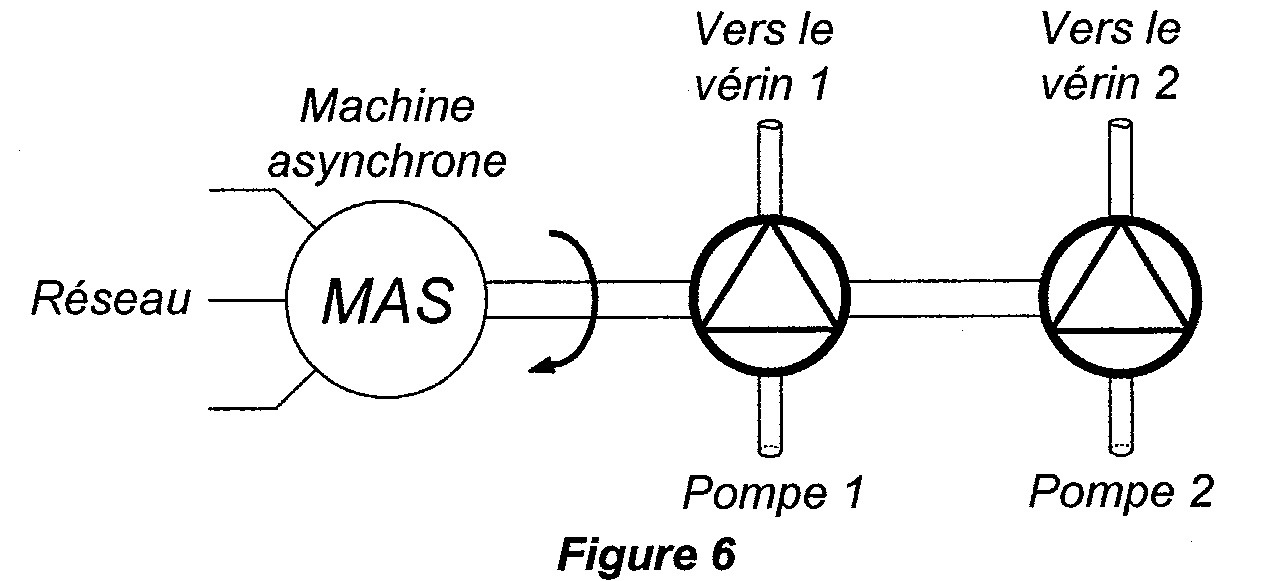 Vers le
vérin 1
Vers le
vérin 2
Machine
asynchrone
Réseau
MAS
Pompe 1
Pompe 2
Figure 6